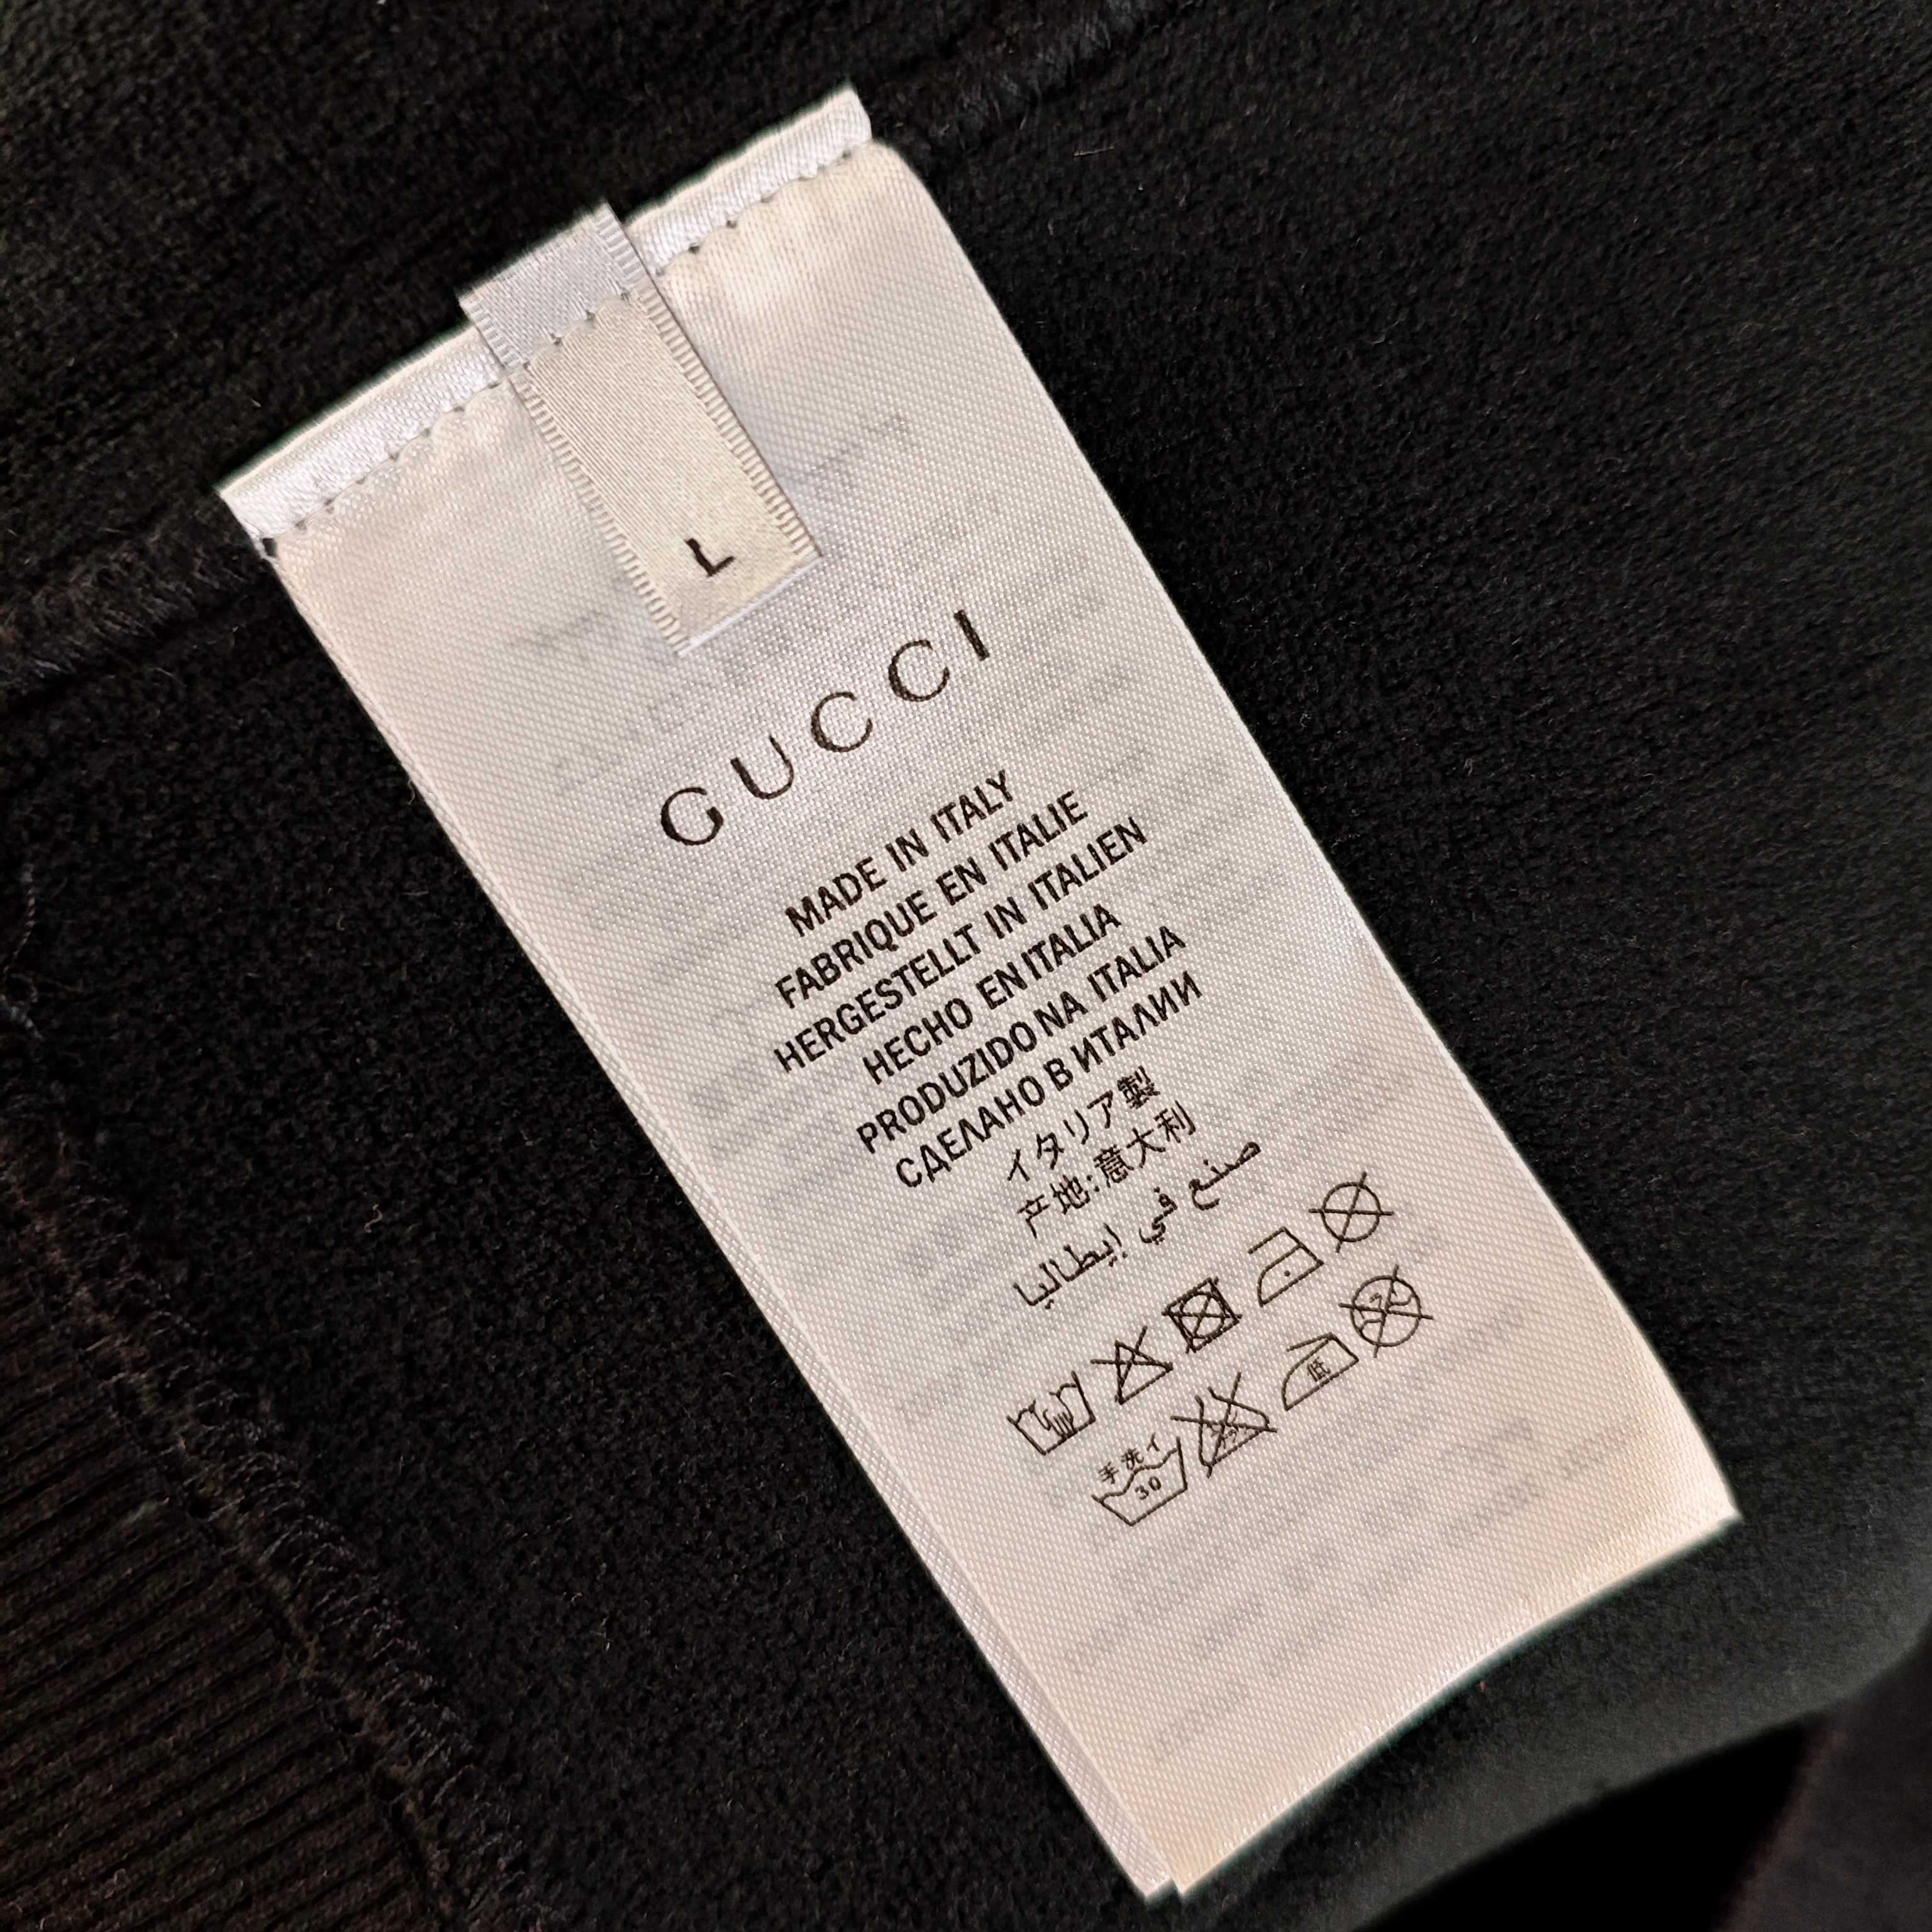 L
GUCCI
MADE IN ITALY
FABRIQUE EN ITALIE
HERGESTELLT IN ITALIEN
HECHO EN ITALIA
PRODUZIDO NA ITALIA
СДЕЛАНО В ИТАЛИИ
イタリア製
产地:意大利
صنع في إيطاليا
手洗イ
30
低